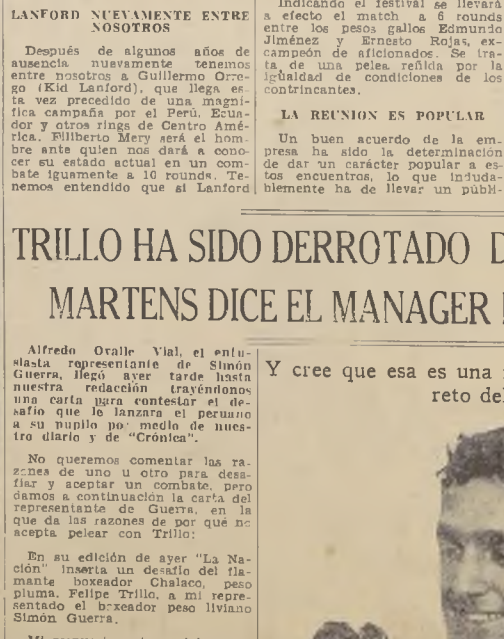 LANFORD NUEVAMENTE ENTRE
NOSOTROS
Después de algunos años de
ausencia nuevamente tenemos
entre nosotros a Guillermo Orre-
go (Kid Lanford), que llega es-
ta vez precedido de una magní-
fica campaña por el Perú, Ecua-
dor y otros rings de Centro Amé-
rica. Filiberto Mery será el hom-
bre ante quien nos dará a cono-
cer su estado actual en un com-
bate igumente a 10 rounds. Te-
nemos entendido que si Lanford
Indicando el festival se llevará
a efecto el match a 6 rounds
entre los pesos gallos Edmundo
Jiménez y Ernesto Rojas, ex-
campeón de aficionados. Se tra-
ta de una pelea reñida por la
igualdad de condiciones de los
contrincantes.
LA REUNION ES POPULAR
Un buen acuerdo de la em-
presa ha sido la determinación
de dar un carácter popular a es-
tos encuentros, lo que induda-
blemente ha de llevar un públi-
TRILLO HA SIDO DERROTADO
MARTENS DICE EL MANAGER
Alfredo Ovalle Vial, el entu-
siasta representante de Simón
Guerra, llegó ayer tarde hasta
nuestra redacción trayéndonos
una carta para contestar el de-
safío que le lanzara el peruano
a su pupilo por medio de nues-
tro diario y de "Crónica".
No queremos comentar las ra-
zones de uno u otro para desa-
fiar y aceptar un combate, pero
damos a continuación la carta del
representante de Guerra, en la
que da las razones de por qué no
acepta pelear con Trillo:
En su edición de ayer "La Na-
ción" inserta un desafío del fla-
mante boxeador Chalaco, peso
pluma, Felipe Trillo, a mi repre-
sentado el boxeador peso liviano
Simón Guerra.
Y cree que esa es una
reto del